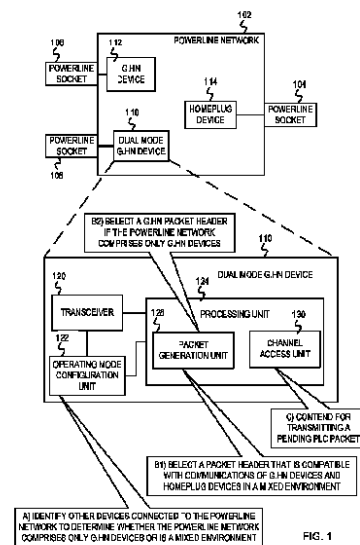 102
POWERLINE NETWORK
106
112
POWERLINE
SOCKET
G.HN
DEVICE
114
104
110
HOMEPLUG
DEVICE
POWERLINE
SOCKET
POWERLINE
SOCKET
DUAL MODE
G.HN DEVICE
108
B2) SELECT A G.HN PACKET HEADER
IF THE POWERLINE NETWORK
COMPRISES ONLY G.HN DEVICES
110
DUAL MODE G.HN DEVICE
120
124
TRANSCEIVER
PROCESSING UNIT
126
130
122
PACKET
GENERATION UNIT
CHANNEL
ACCESS UNIT
OPERATING MODE
CONFIGURATION
UNIT
C) CONTEND FOR
TRANSMITTING A
PENDING PLC PACKET
B1) SELECT A PACKET HEADER THAT IS COMPATIBLE
WITH COMMUNICATIONS OF G.HN DEVICES AND
HOMEPLUG DEVICES IN A MIXED ENVIRONMENT
A) IDENTIFY OTHER DEVICES CONNECTED TO THE POWERLINE
NETWORK TO DETERMINE WHETHER THE POWERLINE NETWORK
COMPRISES ONLY G.HN DEVICES OR IS A MIXED ENVIRONMENT
FIG. 1